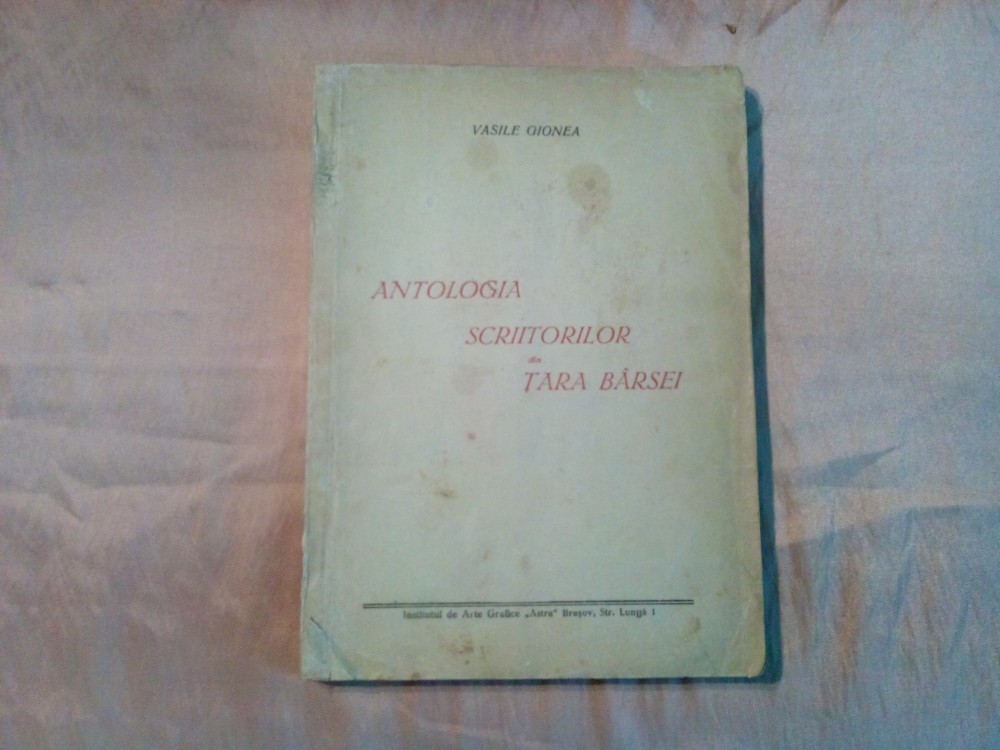 VASILE GIONEA
ANTOLOGIA
SCRIITORILOR
din
ȚARA BÂRSEI
Institutul de Arte Grafice „Astra" Brașov, Str. Lungă 1